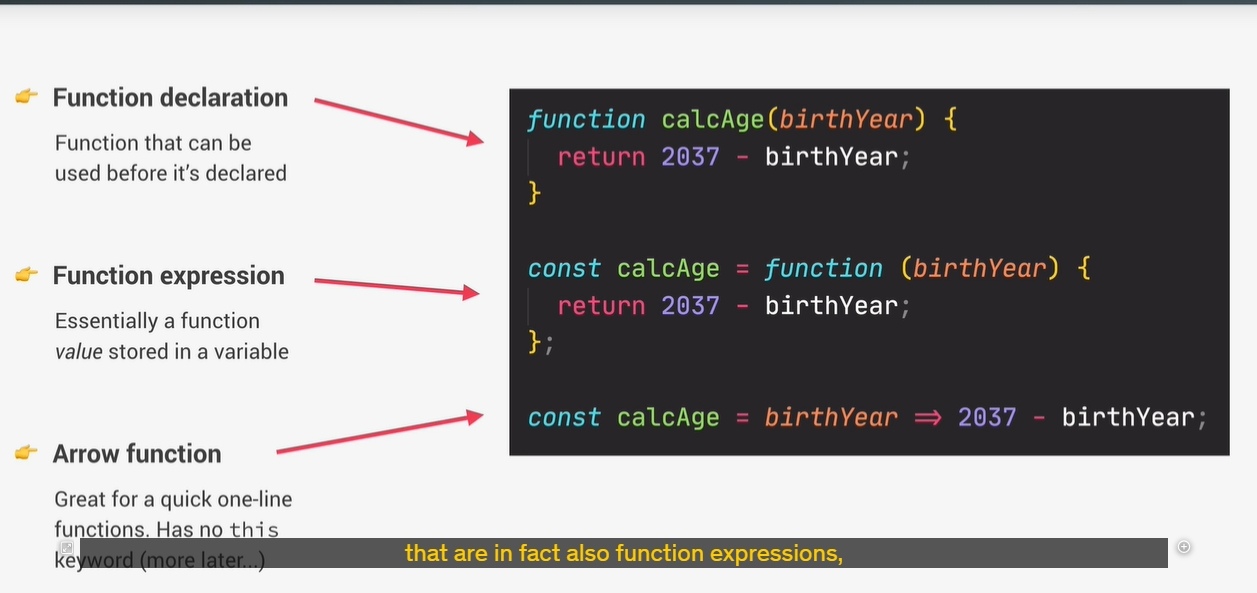 👉 Function declaration
Function that can be
used before it’s declared
👉 Function expression
Essentially a function
value stored in a variable
👉 Arrow function
Great for a quick one-line
functions. Has no this
keyword (more later...)
function calcAge(birthYear) {
return 2037 - birthYear;
}
const calcAge = function (birthYear) {
return 2037 - birthYear;
};
const calcAge = birthYear => 2037 - birthYear;
that are in fact also function expressions,